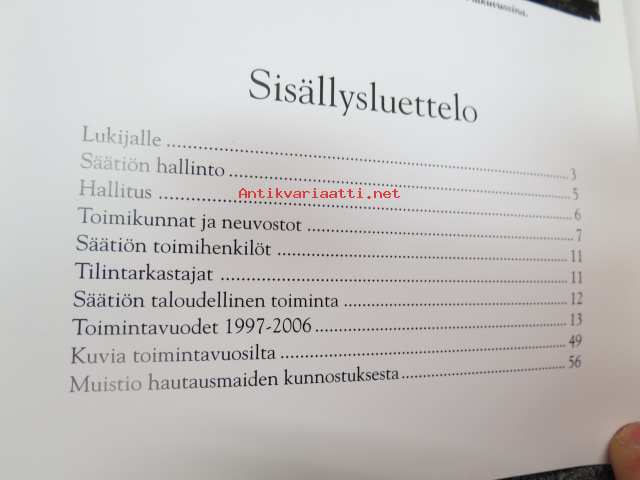 Sisällysluettelo
Lukijalle ........ 3
Säätiön hallinto ........ 5
Hallitus ........ 6
Antikvariaatti.net
Toimikunnat ja neuvostot ........ 7
Säätiön toimihenkilöt ........ 11
Tilintarkastajat ........ 11
Säätiön taloudellinen toiminta ........ 12
Toimintavuodet 1997-2006 ........ 13
Kuvia toimintavuosilta ........ 49
Muistio hautausmaiden kunnostuksesta ........ 56